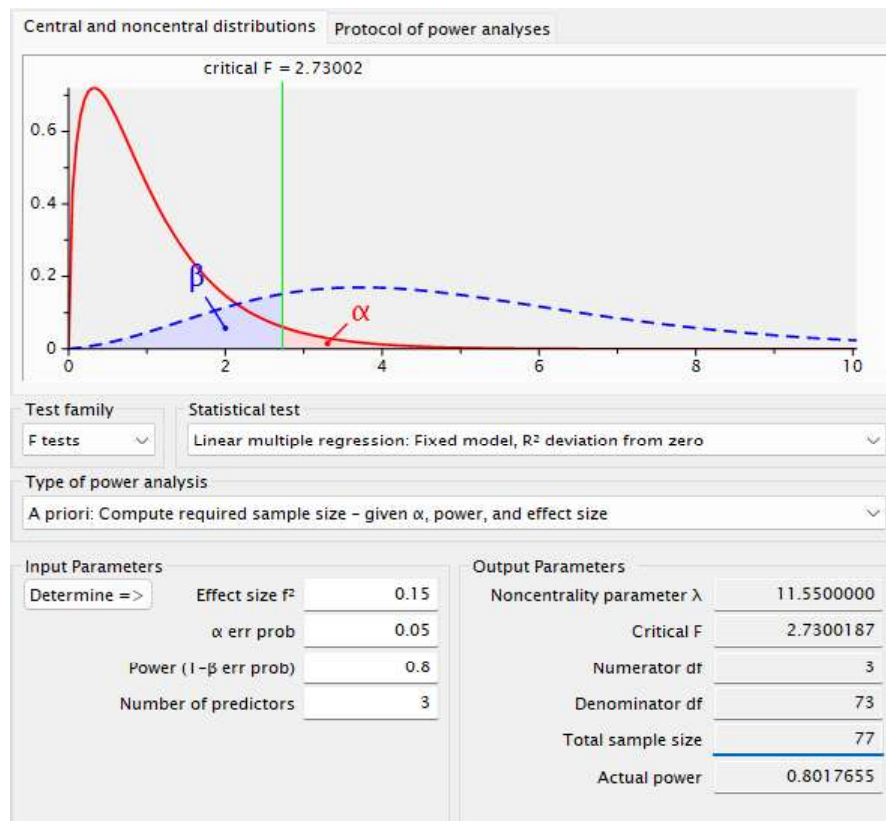 Central and noncentral distributions Protocol of power analyses
critical F = 2.73002
0.6
0.4
0.2
0
β
α
0 2 4 6 8 10
Test family Statistical test
F tests Linear multiple regression: Fixed model, R² deviation from zero
Type of power analysis
A priori: Compute required sample size – given α, power, and effect size
Input Parameters Output Parameters
Determine => Effect size f² 0.15 Noncentrality parameter λ 11.5500000
α err prob 0.05 Critical F 2.7300187
Power (1-β err prob) 0.8 Numerator df 3
Number of predictors 3 Denominator df 73
Total sample size 77
Actual power 0.8017655